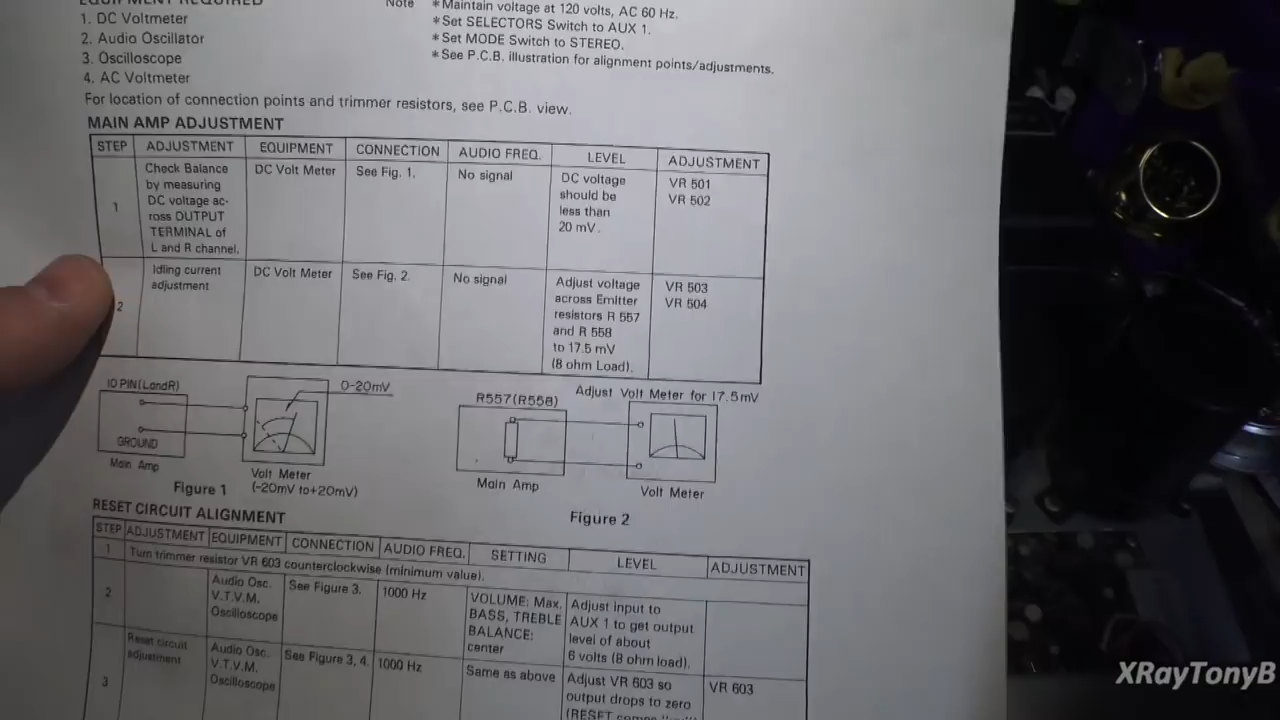 EQUIPMENT REQUIRED
1. DC Voltmeter
2. Audio Oscillator
3. Oscilloscope
4. AC Voltmeter
Note *Maintain voltage at 120 volts, AC 60 Hz.
*Set SELECTORS Switch to AUX 1.
*Set MODE Switch to STEREO.
*See P.C.B. illustration for alignment points/adjustments.
For location of connection points and trimmer resistors, see P.C.B. view.
MAIN AMP ADJUSTMENT
STEP ADJUSTMENT EQUIPMENT CONNECTION AUDIO FREQ. LEVEL ADJUSTMENT
1
Check Balance
by measuring
DC voltage ac-
ross OUTPUT
TERMINAL of
L and R channel.
DC Volt Meter
See Fig. 1.
No signal
DC voltage
should be
less than
20 mV.
VR 501
VR 502
2
Idling current
adjustment
DC Volt Meter
See Fig. 2.
No signal
Adjust voltage
across Emitter
resistors R 557
and R 558
to 17.5 mV
(8 ohm Load).
VR 503
VR 504
10 PIN(LandR)
GROUND
Main Amp
0-20mV
Volt Meter
(-20mV to+20mV)
Figure 1
R557(R558)
Main Amp
Adjust Volt Meter for 17.5mV
Volt Meter
Figure 2
RESET CIRCUIT ALIGNMENT
STEP ADJUSTMENT EQUIPMENT CONNECTION AUDIO FREQ. SETTING LEVEL ADJUSTMENT
1 Turn trimmer resistor VR 603 counterclockwise (minimum value).
2
Audio Osc.
V.T.V.M.
Oscilloscope
See Figure 3.
1000 Hz
VOLUME: Max.
BASS, TREBLE
BALANCE:
center
Adjust input to
AUX 1 to get output
level of about
6 volts (8 ohm load).
3
Reset circuit
adjustment
Audio Osc.
V.T.V.M.
Oscilloscope
See Figure 3, 4.
1000 Hz
Same as above
Adjust VR 603 so
output drops to zero
(RESET comes
VR 603
XRayTonyB